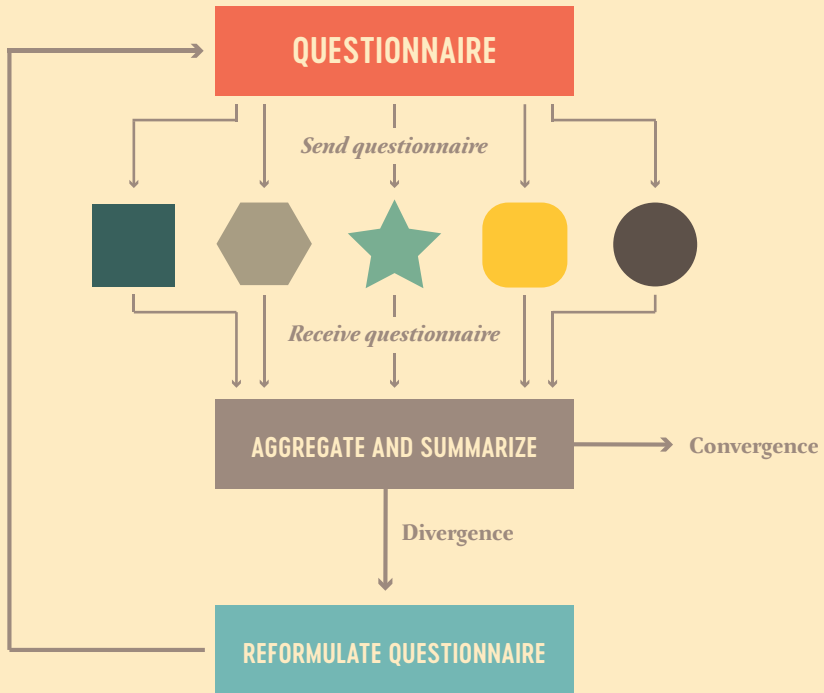 QUESTIONNAIRE
Send questionnaire
Receive questionnaire
AGGREGATE AND SUMMARIZE
Convergence
Divergence
REFORMULATE QUESTIONNAIRE